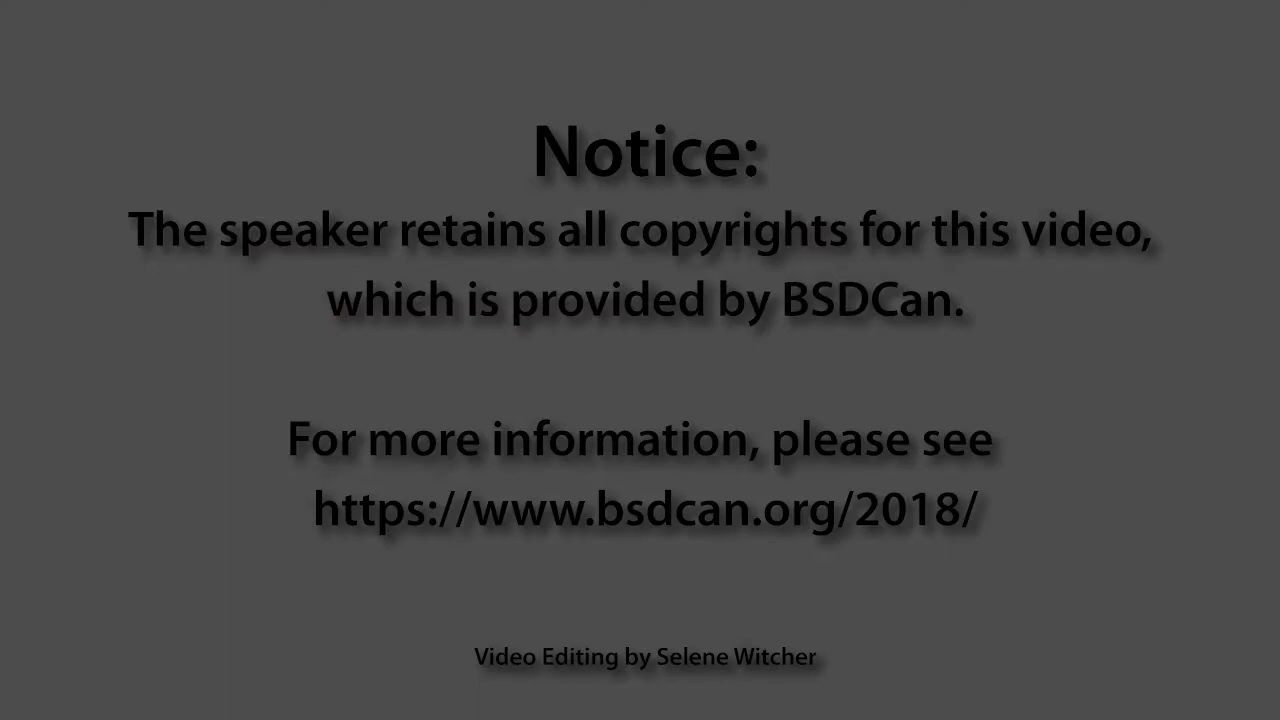 Notice:
The speaker retains all copyrights for this video,
which is provided by BSDCan.
For more information, please see
https://www.bsdcan.org/2018/
Video Editing by Selene Witcher